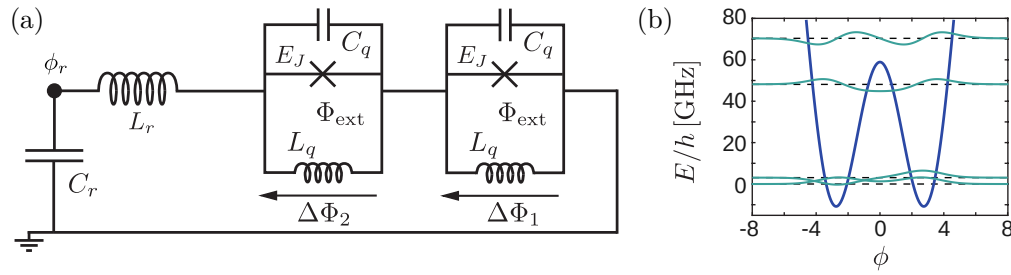 (a)
C_q
C_q
E_J
E_J
ϕ_r
Φ_ext
Φ_ext
L_r
L_q
L_q
C_r
ΔΦ_2
ΔΦ_1
(b)
80
60
40
20
0
E/h [GHz]
-8
-4
0
4
8
ϕ